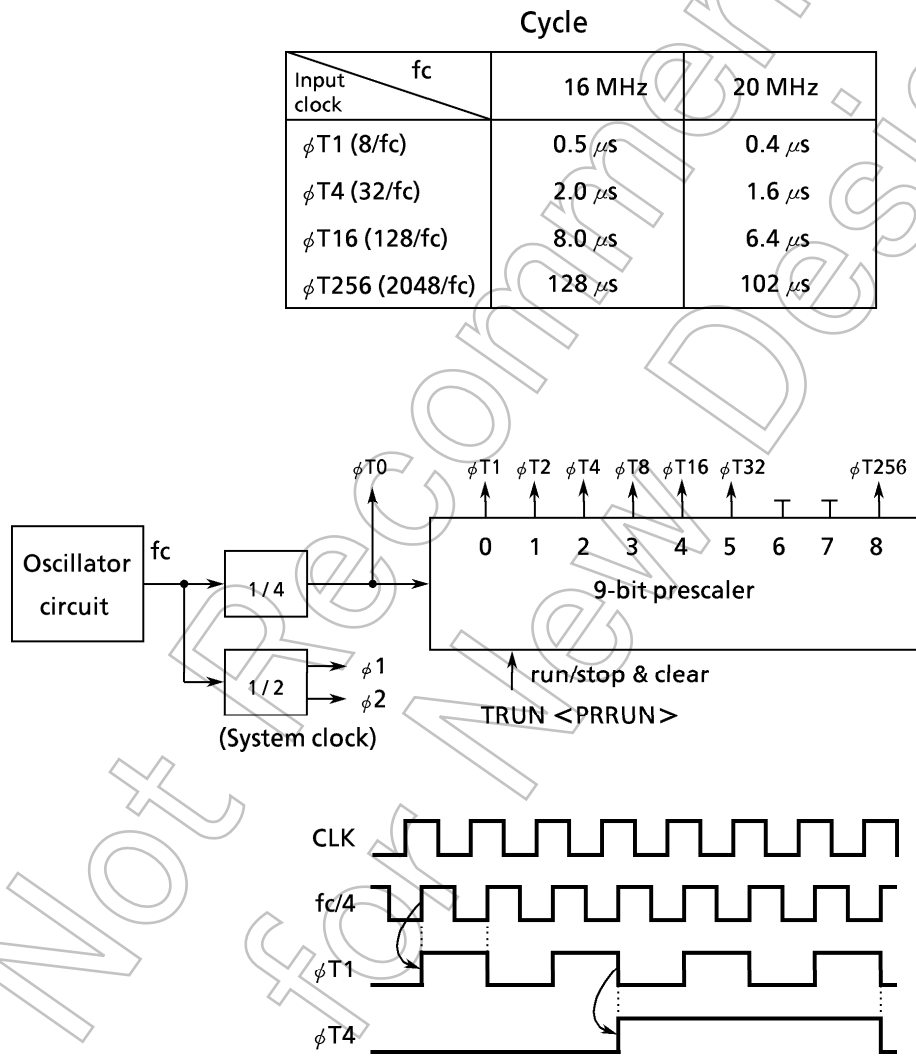 Cycle
Input clock
fc
16 MHz
20 MHz
φT1 (8/fc)
0.5 μs
0.4 μs
φT4 (32/fc)
2.0 μs
1.6 μs
φT16 (128/fc)
8.0 μs
6.4 μs
φT256 (2048/fc)
128 μs
102 μs
φT0
φT1
φT2
φT4
φT8
φT16
φT32
φT256
Oscillator
circuit
fc
1/4
0 1 2 3 4 5 6 7 8
9-bit prescaler
1/2
φ1
φ2
(System clock)
run/stop & clear
TRUN <PRRUN>
CLK
fc/4
φT1
φT4
Not Recommen
for New Desi